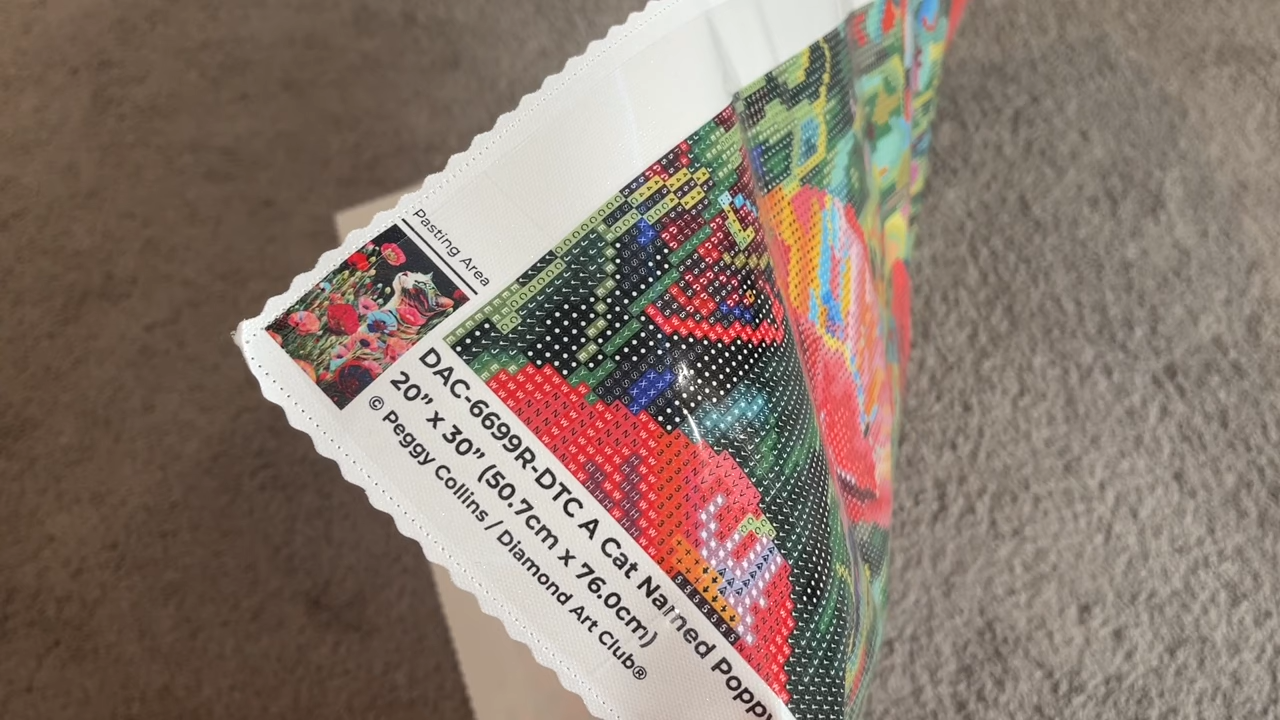 Pasting Area
DAC-6699R-DTC A Cat Named Poppy
20” x 30” (50.7cm x 76.0cm)
© Peggy Collins / Diamond Art Club®